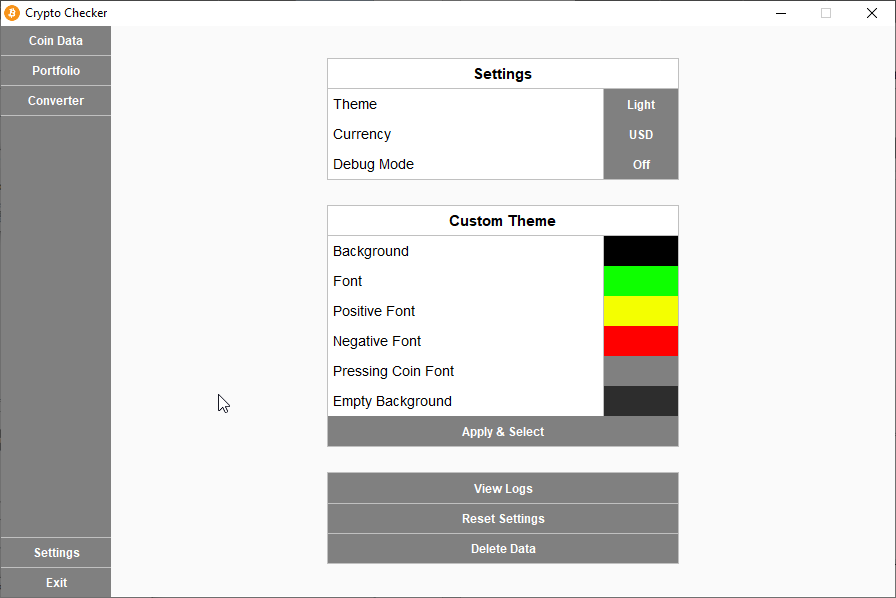 Crypto Checker
Coin Data
Portfolio
Converter
Settings
Exit
Settings
Theme Light
Currency USD
Debug Mode Off
Custom Theme
Background
Font
Positive Font
Negative Font
Pressing Coin Font
Empty Background
Apply & Select
View Logs
Reset Settings
Delete Data